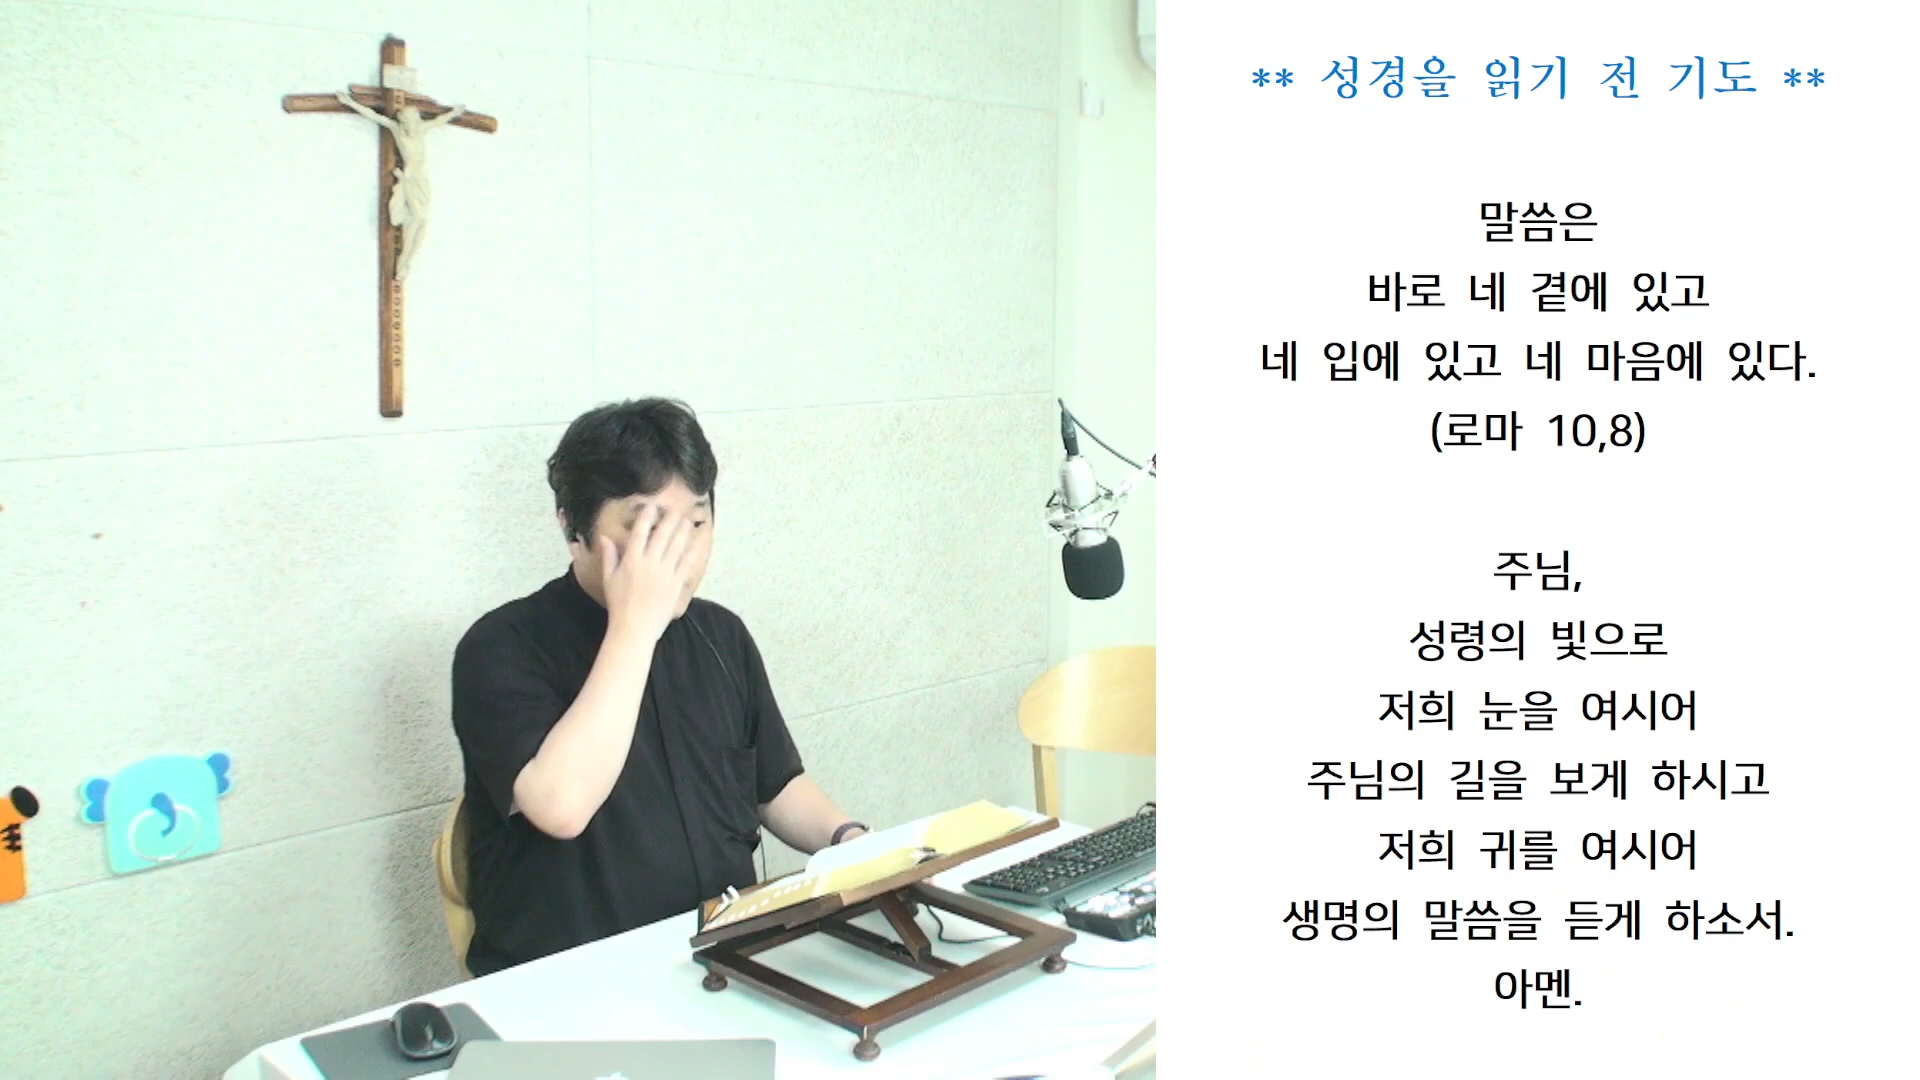 ** 성경을 읽기 전 기도 **
말씀은
바로 네 곁에 있고
네 입에 있고 네 마음에 있다.
(로마 10,8)
주님,
성령의 빛으로
저희 눈을 여시어
주님의 길을 보게 하시고
저희 귀를 여시어
생명의 말씀을 듣게 하소서.
아멘.